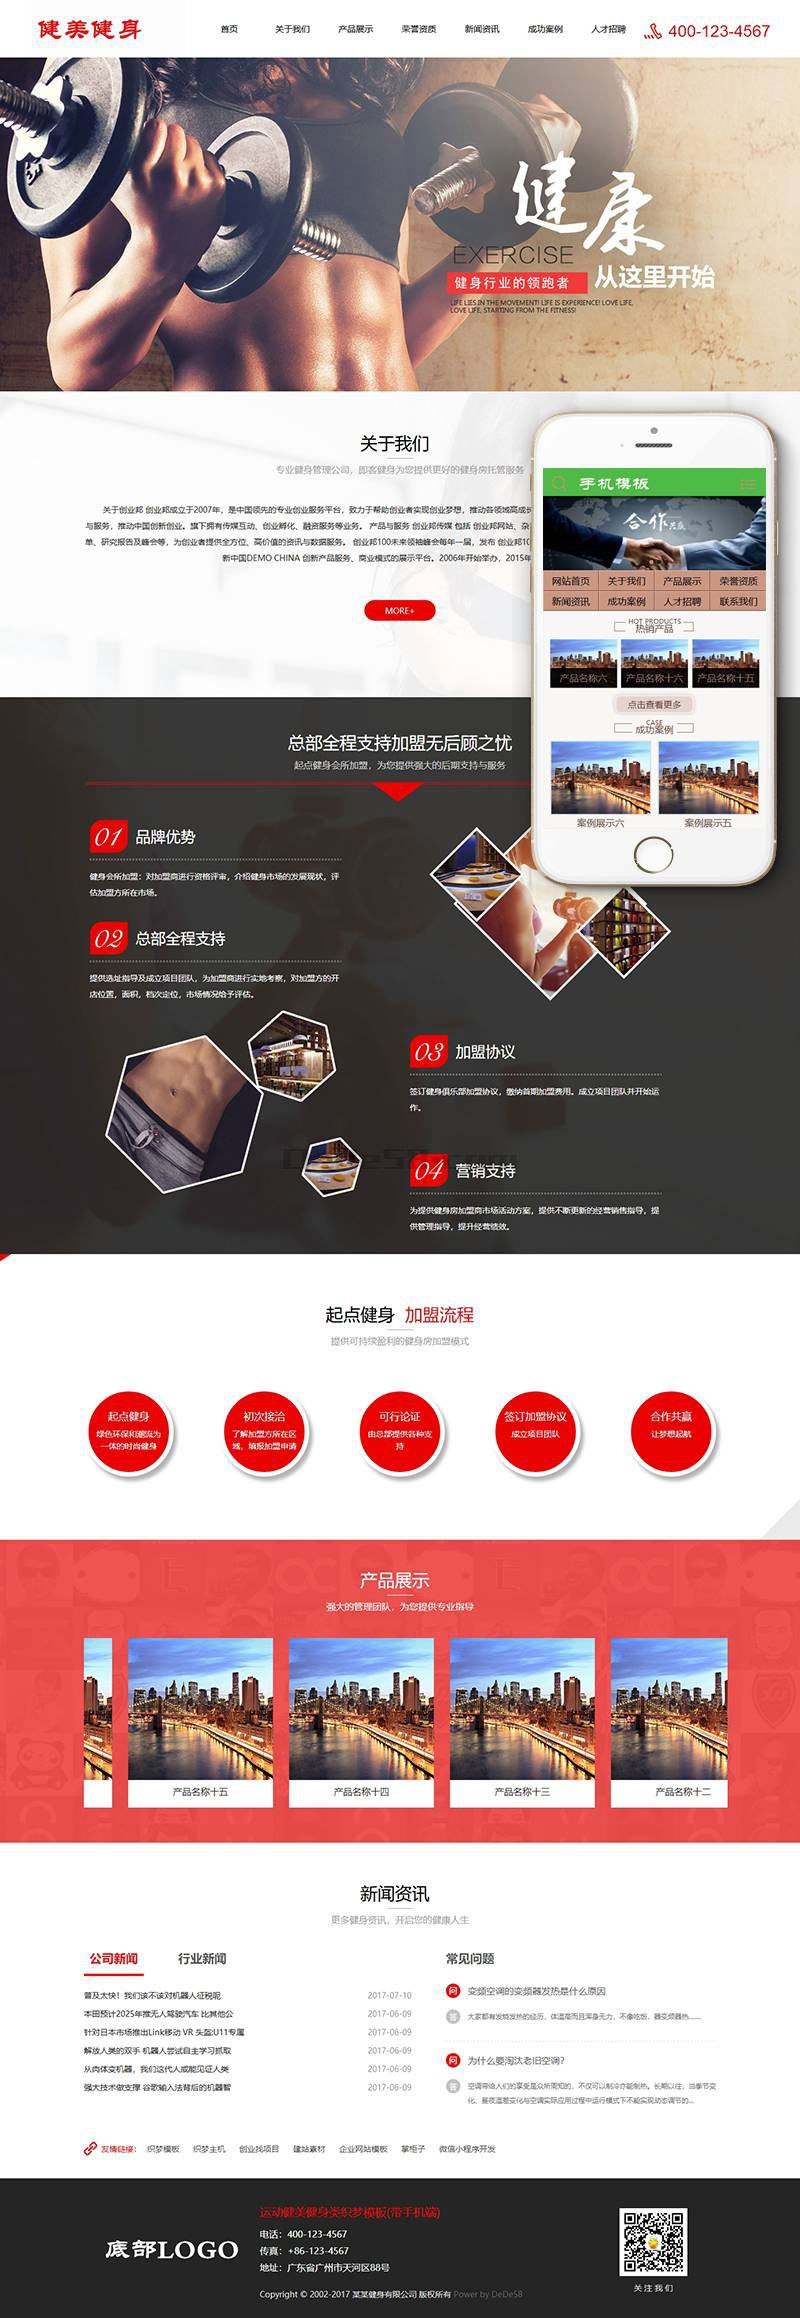 健美健身
首页 关于我们 产品展示 荣誉资质 新闻资讯 成功案例 人才招聘 400-123-4567
健康
EXERCISE
健身行业的领跑者 从这里开始
LIFE LIES IN THE MOVEMENT! LIFE IS EXPERIENCE! LOVE LIFE,
LOVE LIFE, STARTING FROM THE FITNESS!
关于我们
专业健身管理公司，即客健身为您提供更好的健身房托管服务
关于创业邦 创业邦成立于2007年，是中国领先的专业创业服务平台，致力于帮助创业者实现创业梦想，推动各领域高成长
与服务，推动中国创新创业。旗下拥有传媒互动、创业孵化、融资服务等业务。 产品与服务 创业邦传媒 包括 创业邦网站、杂
单、研究报告及峰会等，为创业者提供全方位、高价值的资讯与数据服务。 创业邦100未来领袖峰会每年一届，发布 创业邦10
新中国DEMO CHINA 创新产品服务、商业模式的展示平台。2006年开始举办，2015年
MORE+
手机模板
合作共赢
网站首页 关于我们 产品展示 荣誉资质
新闻资讯 成功案例 人才招聘 联系我们
HOT PRODUCTS
热销产品
产品名称六 产品名称十六 产品名称十五
点击查看更多
CASE
成功案例
案例展示六 案例展示五
总部全程支持加盟无后顾之忧
起点健身会所加盟，为您提供强大的后期支持与服务
01 品牌优势
健身会所加盟：对加盟商进行资格评审，介绍健身市场的发展现状，评
估加盟方所在市场。
02 总部全程支持
提供选址指导及成立项目团队，为加盟商进行实地考察，对加盟方的开
店位置，面积，档次定位，市场情况给予评估。
03 加盟协议
签订健身俱乐部加盟协议，缴纳首期加盟费用。成立项目团队并开始运
作。
04 营销支持
为提供健身房加盟商市场活动方案，提供不断更新的经营销售指导，提
供管理指导，提升经营绩效。
起点健身 加盟流程
提供可持续盈利的健身房加盟模式
起点健身
绿色环保和潮流为
一体的时尚健身
初次接洽
了解加盟方所在区
域，填报加盟申请
可行论证
由总部提供各种支
持
签订加盟协议
成立项目团队
合作共赢
让梦想起航
产品展示
强大的管理团队，为您提供专业指导
产品名称十五 产品名称十四 产品名称十三 产品名称十二
新闻资讯
更多健身资讯，开启您的健康人生
公司新闻 行业新闻
普及太快！我们该不该对机器人征税呢 2017-07-10
本田预计2025年推无人驾驶汽车 比其他公 2017-06-09
针对日本市场推出Link移动 VR 头盔:U11专属 2017-06-09
解放人类的双手 机器人尝试自主学习抓取 2017-06-09
从肉体变机器，我们这代人或能见证人类 2017-06-09
强大技术做支撑 谷歌输入法背后的机器智 2017-06-09
常见问题
问 变频空调的变频器发热是什么原因
答 大家都有发烧发热的经历，体温高而且浑身无力，不像吃饭，器变频器热......
问 为什么要淘汰老旧空调?
答 空调带给人们的享受是众所周知的，不仅可以制冷亦能制热。长期以往，当季节变
化、昼夜温差变化与空调实际应用过程中运行模式下不能实现动态调节的...
友情链接： 织梦模板 织梦主机 创业找项目 建站素材 企业网站模板 掌柜子 微信小程序开发
底部LOGO
运动健美健身类织梦模板(带手机端)
电话：400-123-4567
传真：+86-123-4567
地址：广东省广州市天河区88号
Copyright © 2002-2017 某某健身有限公司 版权所有 Power by DeDe58
关注我们